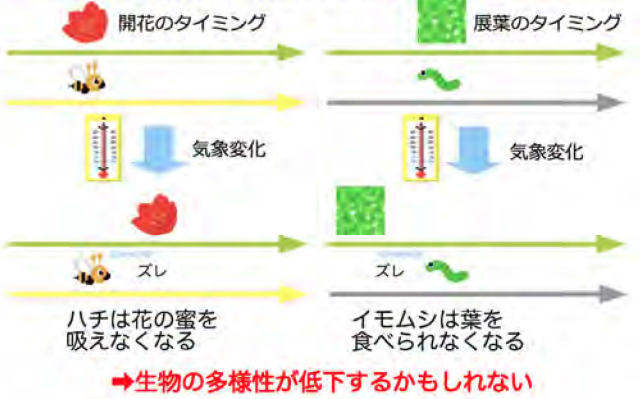 開花のタイミング
展葉のタイミング
気象変化
気象変化
ズレ
ズレ
ハチは花の蜜を
吸えなくなる
イモムシは葉を
食べられなくなる
➡生物の多様性が低下するかもしれない